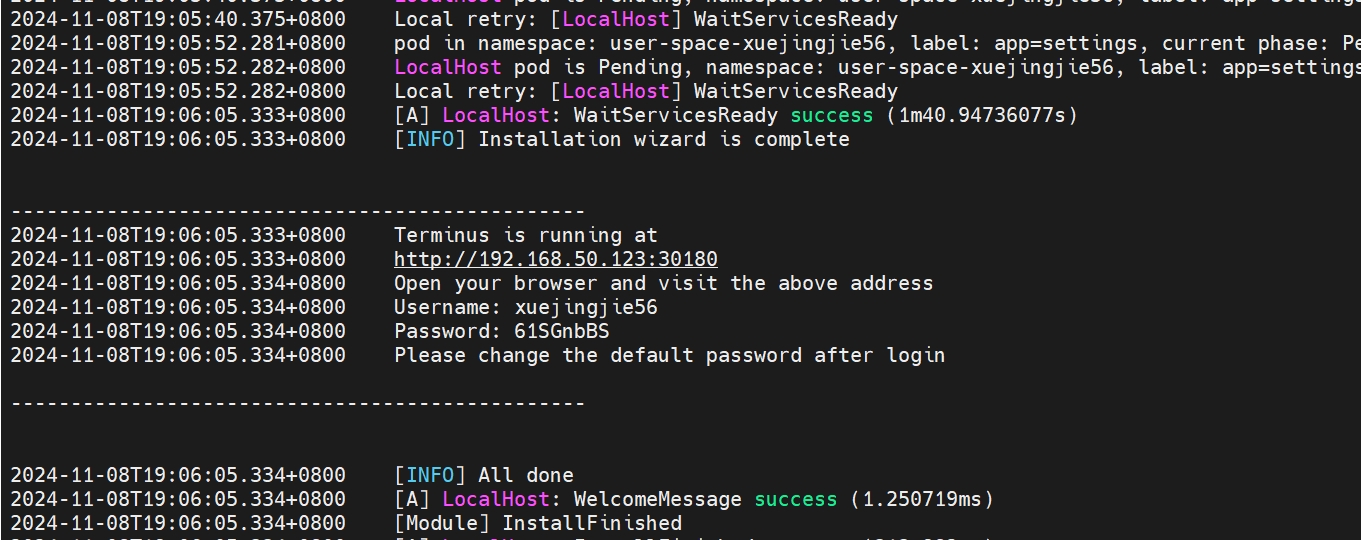 2024-11-08T19:05:40.375+0800 Local retry: [LocalHost] WaitServicesReady
2024-11-08T19:05:52.281+0800 pod in namespace: user-space-xuejingjie56, label: app=settings, current phase: Pe
2024-11-08T19:05:52.282+0800 LocalHost pod is Pending, namespace: user-space-xuejingjie56, label: app=settings
2024-11-08T19:05:52.282+0800 Local retry: [LocalHost] WaitServicesReady
2024-11-08T19:06:05.333+0800 [A] LocalHost: WaitServicesReady success (1m40.94736077s)
2024-11-08T19:06:05.333+0800 [INFO] Installation wizard is complete
------------------------------------------------
2024-11-08T19:06:05.333+0800 Terminus is running at
2024-11-08T19:06:05.333+0800 http://192.168.50.123:30180
2024-11-08T19:06:05.334+0800 Open your browser and visit the above address
2024-11-08T19:06:05.334+0800 Username: xuejingjie56
2024-11-08T19:06:05.334+0800 Password: 61SGnbBS
2024-11-08T19:06:05.334+0800 Please change the default password after login
------------------------------------------------
2024-11-08T19:06:05.334+0800 [INFO] All done
2024-11-08T19:06:05.334+0800 [A] LocalHost: WelcomeMessage success (1.250719ms)
2024-11-08T19:06:05.334+0800 [Module] InstallFinished